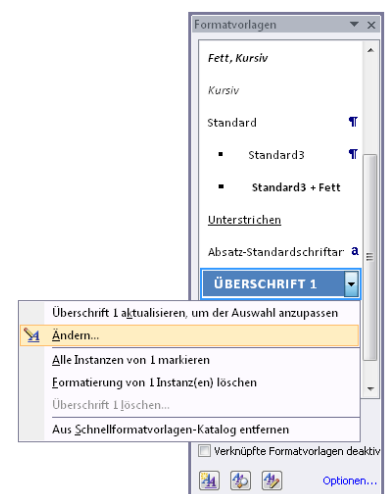 Formatvorlagen
Fett, Kursiv
Kursiv
Standard ¶
▪ Standard3 ¶
▪ Standard3 + Fett
Unterstrichen
Absatz-Standardschriftar a
ÜBERSCHRIFT 1
Überschrift 1 aktualisieren, um der Auswahl anzupassen
Ändern...
Alle Instanzen von 1 markieren
Formatierung von 1 Instanz(en) löschen
Überschrift 1 löschen...
Aus Schnellformatvorlagen-Katalog entfernen
Verknüpfte Formatvorlagen deaktiv
Optionen...